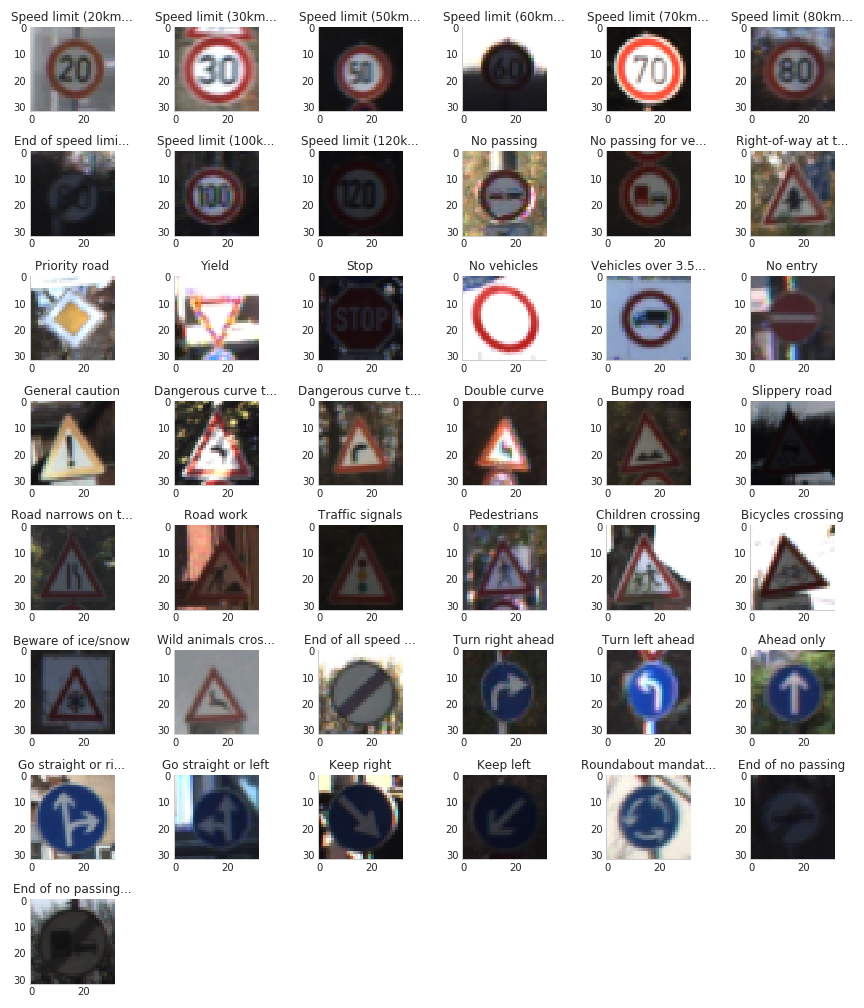 Speed limit (20km... Speed limit (30km... Speed limit (50km... Speed limit (60km... Speed limit (70km... Speed limit (80km...
0 0 0 0 0 0
10 10 10 10 10 10
20 20 20 20 20 20
30 30 30 30 30 30
20 30 50 60 70 80
0 20 0 20 0 20 0 20 0 20 0 20
End of speed limi... Speed limit (100k... Speed limit (120k... No passing No passing for ve... Right-of-way at t...
0 0 0 0 0 0
10 10 10 10 10 10
20 20 20 20 20 20
30 30 30 30 30 30
100 120
0 20 0 20 0 20 0 20 0 20 0 20
Priority road Yield Stop No vehicles Vehicles over 3.5... No entry
0 0 0 0 0 0
10 10 10 10 10 10
20 20 20 20 20 20
30 30 30 30 30 30
STOP
0 20 0 20 0 20 0 20 0 20 0 20
General caution Dangerous curve t... Dangerous curve t... Double curve Bumpy road Slippery road
0 0 0 0 0 0
10 10 10 10 10 10
20 20 20 20 20 20
30 30 30 30 30 30
0 20 0 20 0 20 0 20 0 20 0 20
Road narrows on t... Road work Traffic signals Pedestrians Children crossing Bicycles crossing
0 0 0 0 0 0
10 10 10 10 10 10
20 20 20 20 20 20
30 30 30 30 30 30
0 20 0 20 0 20 0 20 0 20 0 20
Beware of ice/snow Wild animals cros... End of all speed ... Turn right ahead Turn left ahead Ahead only
0 0 0 0 0 0
10 10 10 10 10 10
20 20 20 20 20 20
30 30 30 30 30 30
0 20 0 20 0 20 0 20 0 20 0 20
Go straight or ri... Go straight or left Keep right Keep left Roundabout mandat... End of no passing
0 0 0 0 0 0
10 10 10 10 10 10
20 20 20 20 20 20
30 30 30 30 30 30
0 20 0 20 0 20 0 20 0 20 0 20
End of no passing...
0
10
20
30
0 20